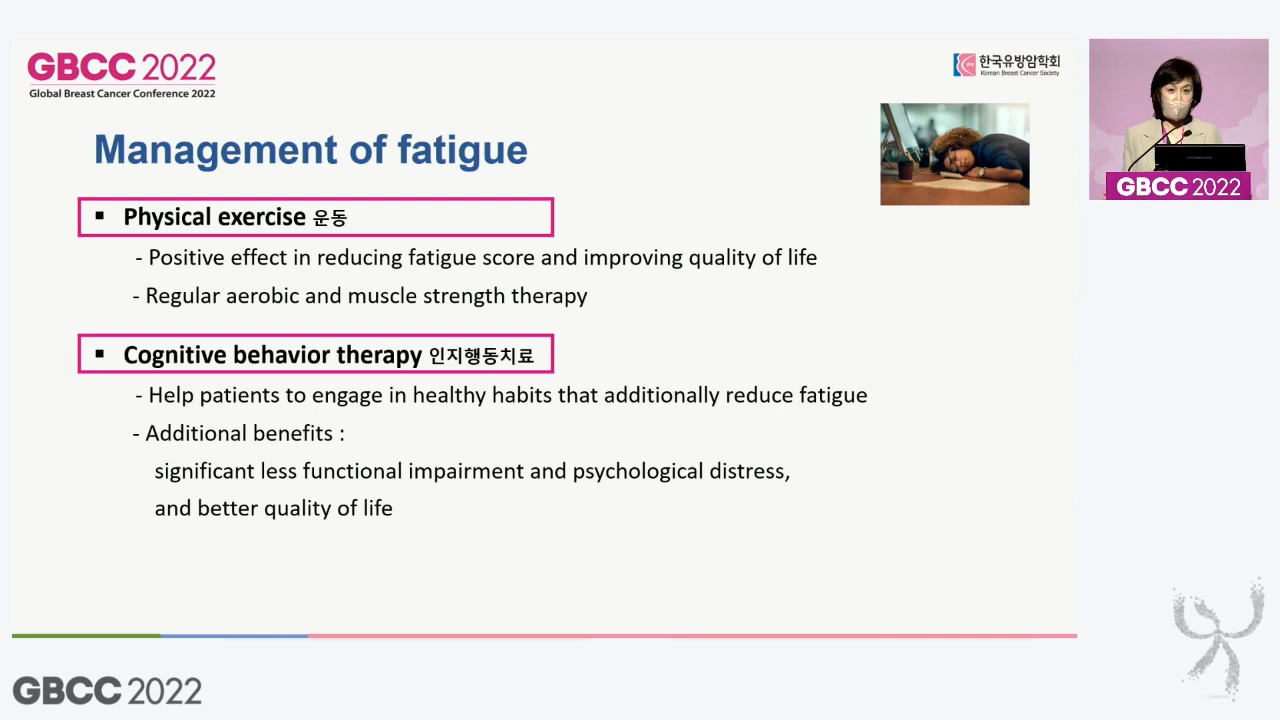 GBCC 2022
Global Breast Cancer Conference 2022
한국유방암학회
Korean Breast Cancer Society
GBCC 2022
Management of fatigue
▪ Physical exercise 운동
- Positive effect in reducing fatigue score and improving quality of life
- Regular aerobic and muscle strength therapy
▪ Cognitive behavior therapy 인지행동치료
- Help patients to engage in healthy habits that additionally reduce fatigue
- Additional benefits :
significant less functional impairment and psychological distress,
and better quality of life
GBCC 2022